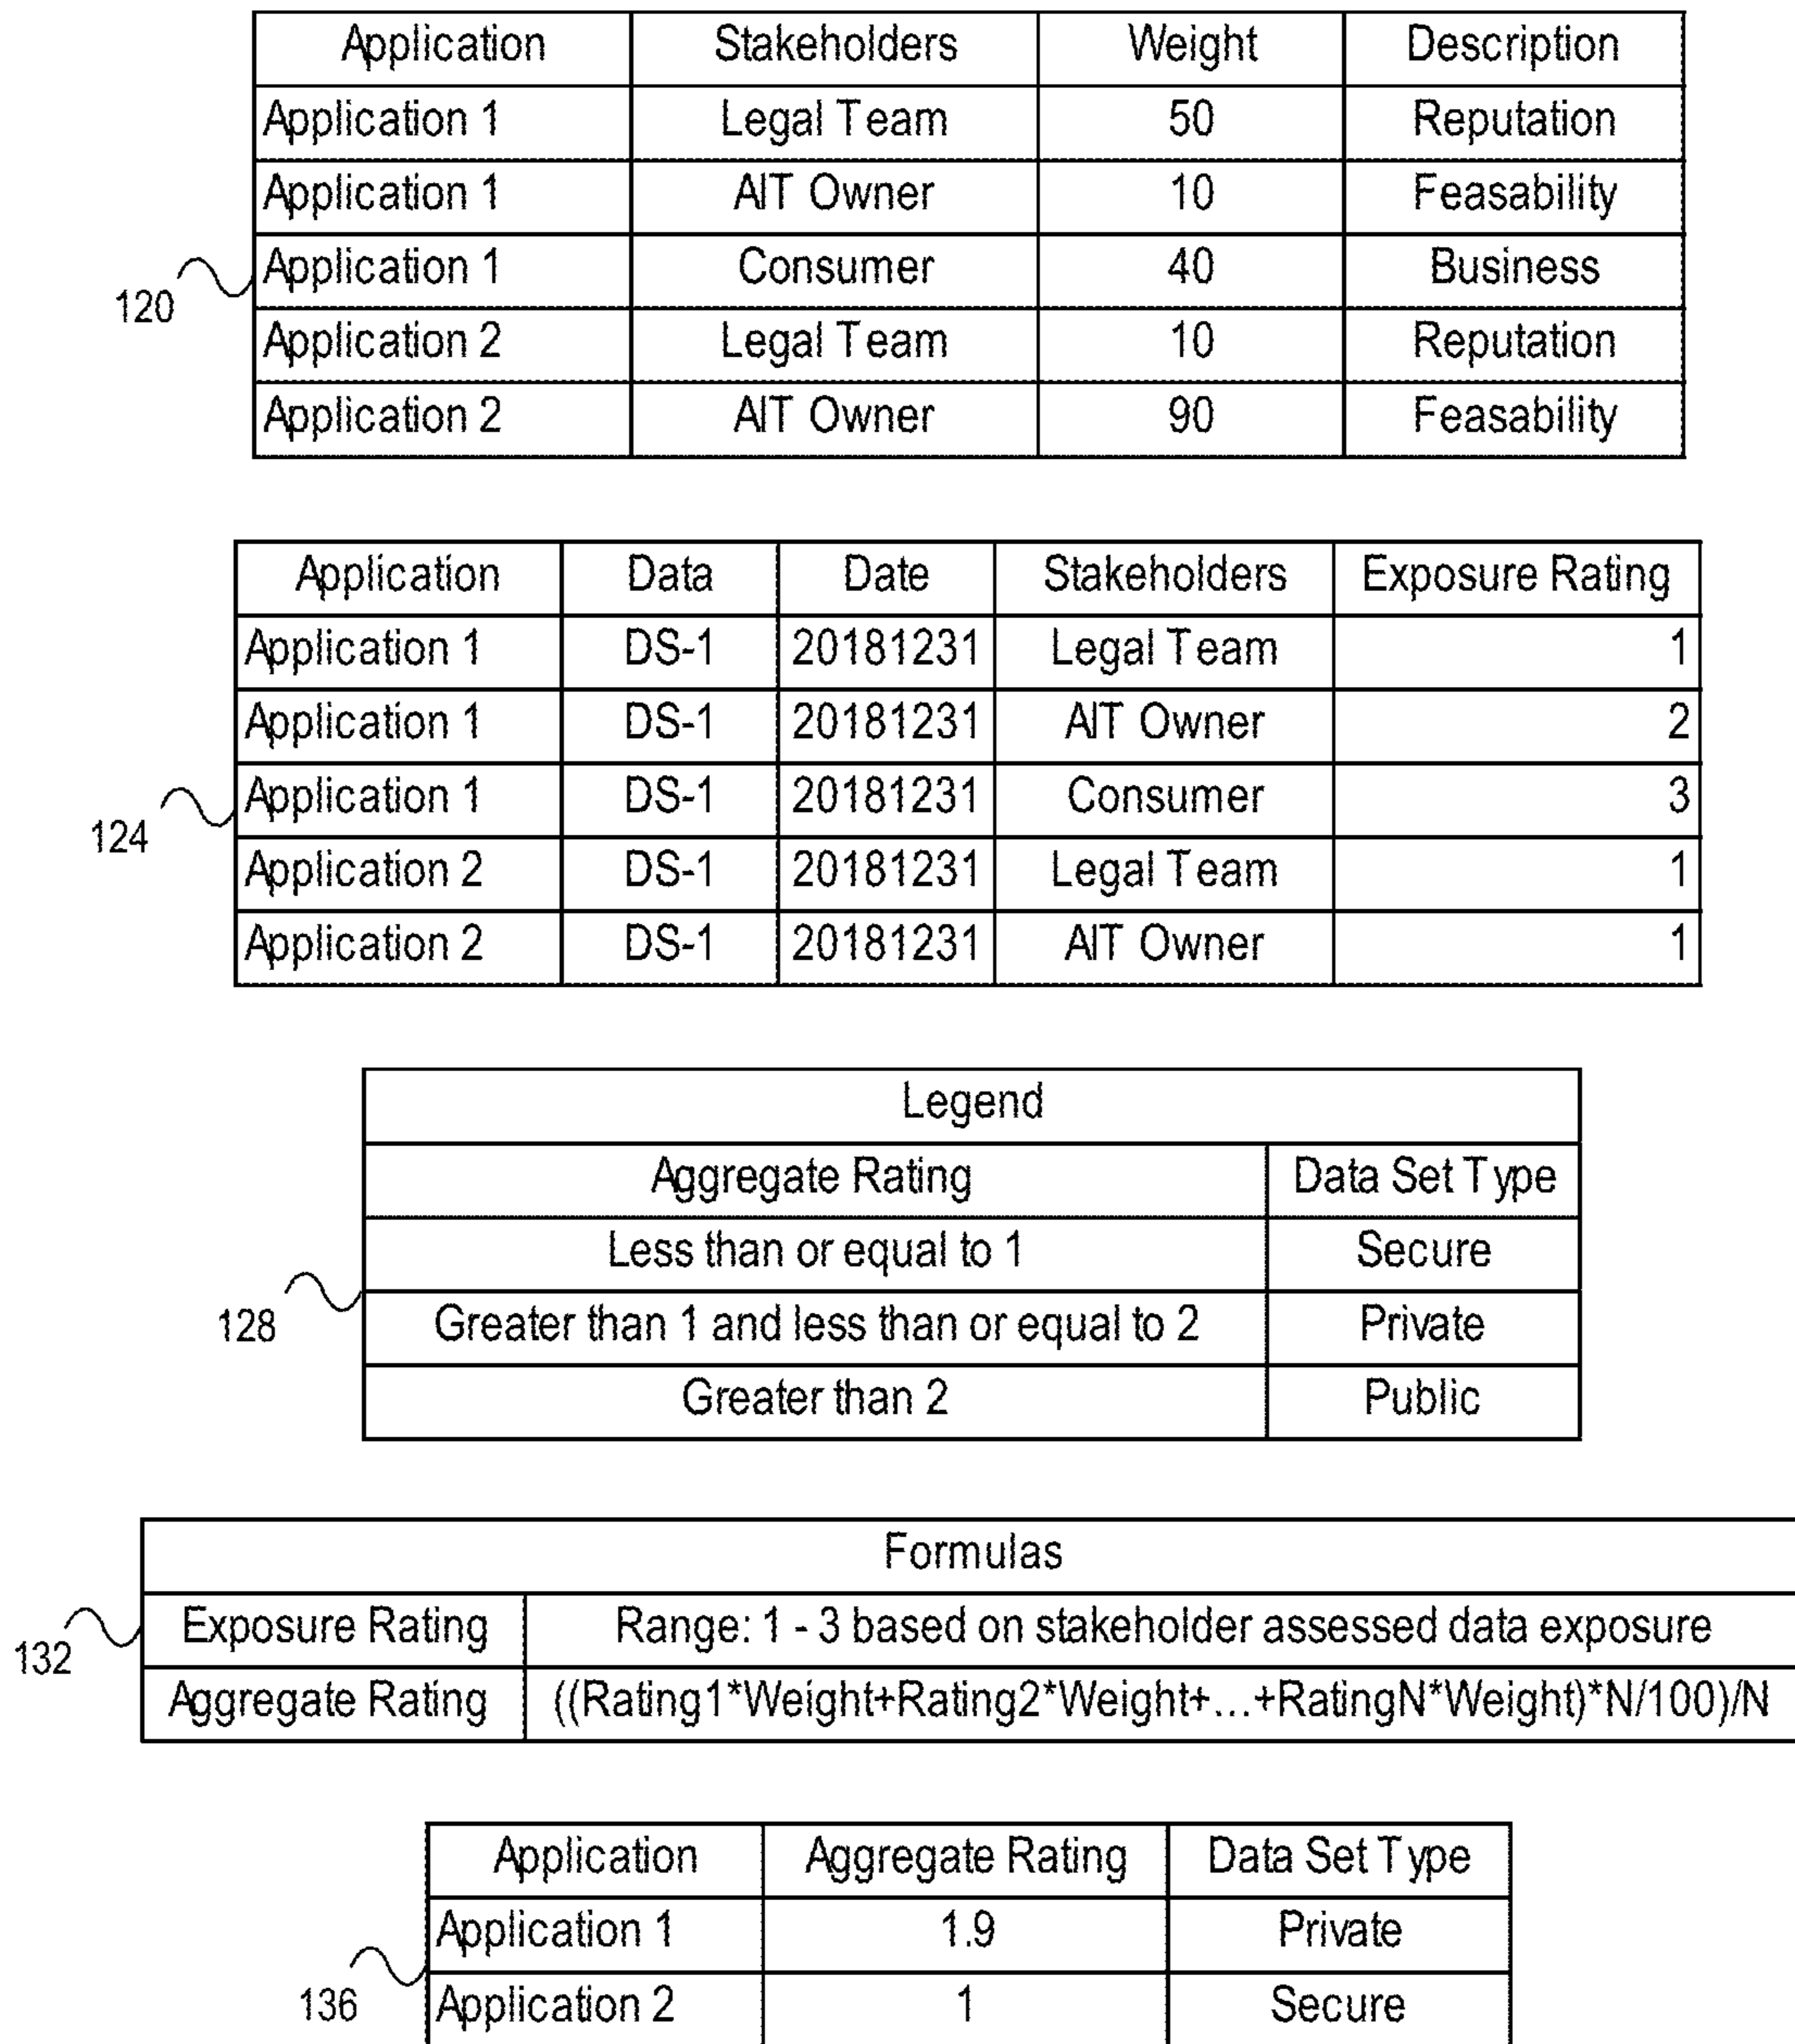 Application Stakeholders Weight Description
Application 1 Legal Team 50 Reputation
Application 1 AIT Owner 10 Feasability
Application 1 Consumer 40 Business
120
Application 2 Legal Team 10 Reputation
Application 2 AIT Owner 90 Feasability
Application Data Date Stakeholders Exposure Rating
Application 1 DS-1 20181231 Legal Team 1
Application 1 DS-1 20181231 AIT Owner 2
Application 1 DS-1 20181231 Consumer 3
124
Application 2 DS-1 20181231 Legal Team 1
Application 2 DS-1 20181231 AIT Owner 1
Legend
Aggregate Rating Data Set Type
Less than or equal to 1 Secure
128
Greater than 1 and less than or equal to 2 Private
Greater than 2 Public
Formulas
Exposure Rating Range: 1 - 3 based on stakeholder assessed data exposure
132
Aggregate Rating ((Rating1*Weight+Rating2*Weight+...+RatingN*Weight)*N/100)/N
Application Aggregate Rating Data Set Type
Application 1 1.9 Private
136
Application 2 1 Secure